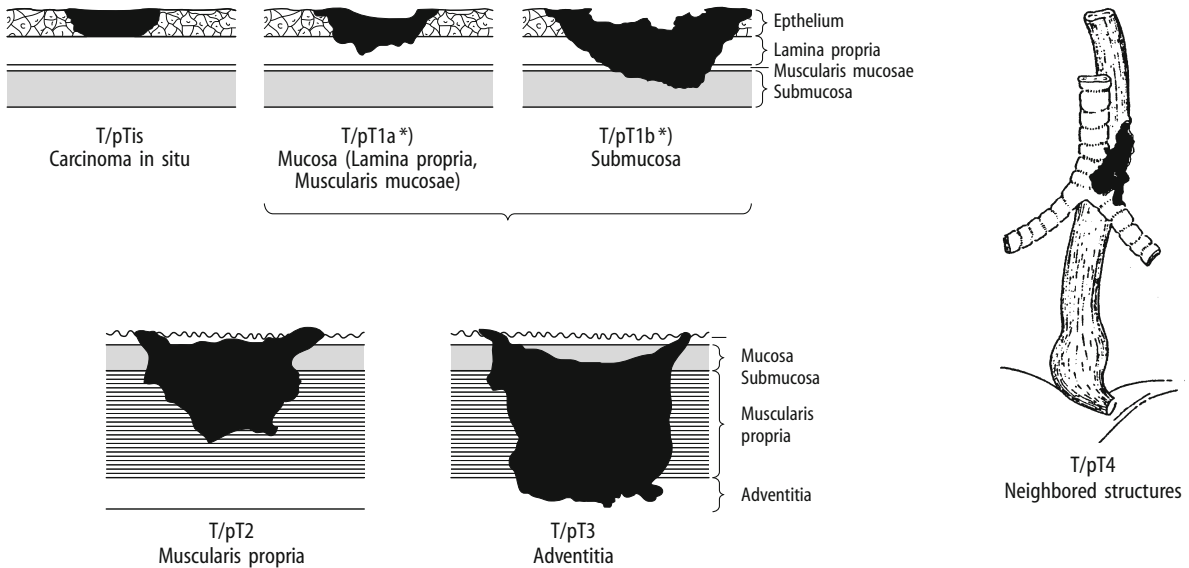 Epthelium
Lamina propria
Muscularis mucosae
Submucosa
T/pTis
Carcinoma in situ
T/pT1a *)
Mucosa (Lamina propria,
Muscularis mucosae)
T/pT1b *)
Submucosa
Mucosa
Submucosa
Muscularis
propria
Adventitia
T/pT2
Muscularis propria
T/pT3
Adventitia
T/pT4
Neighbored structures